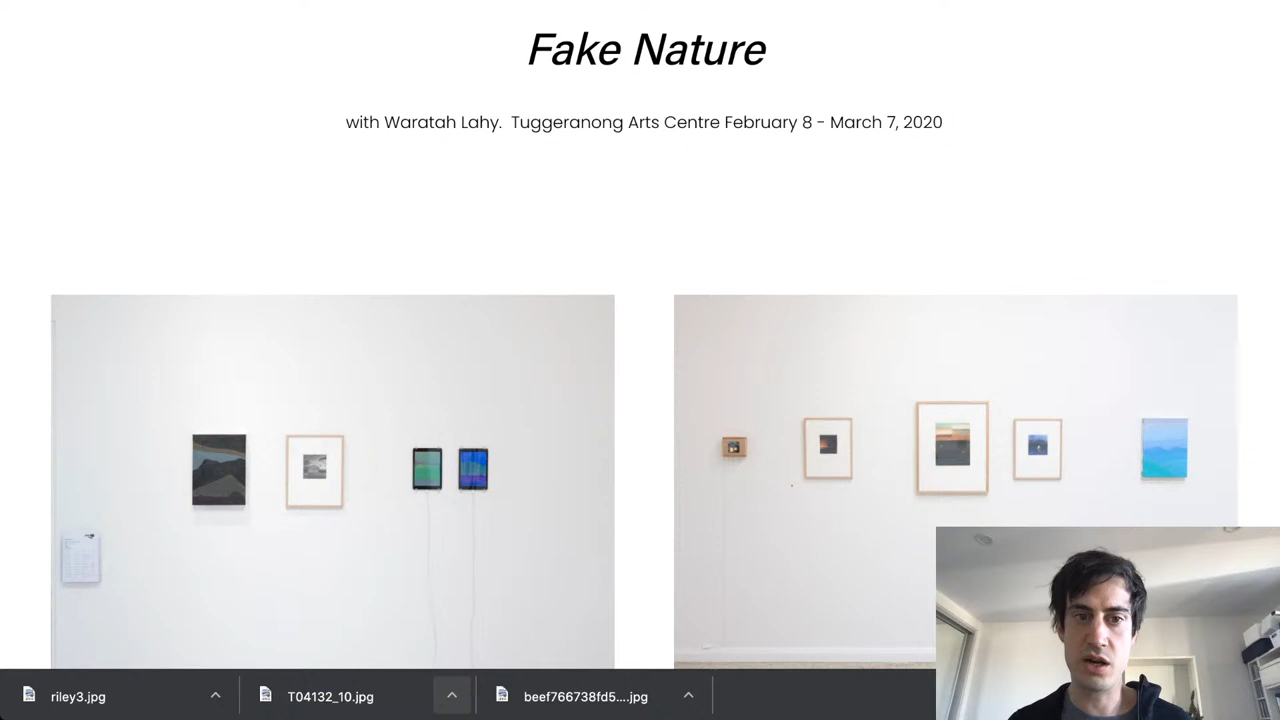 Fake Nature
with Waratah Lahy. Tuggeranong Arts Centre February 8 - March 7, 2020
riley3.jpg
T04132_10.jpg
beef766738fd5....jpg